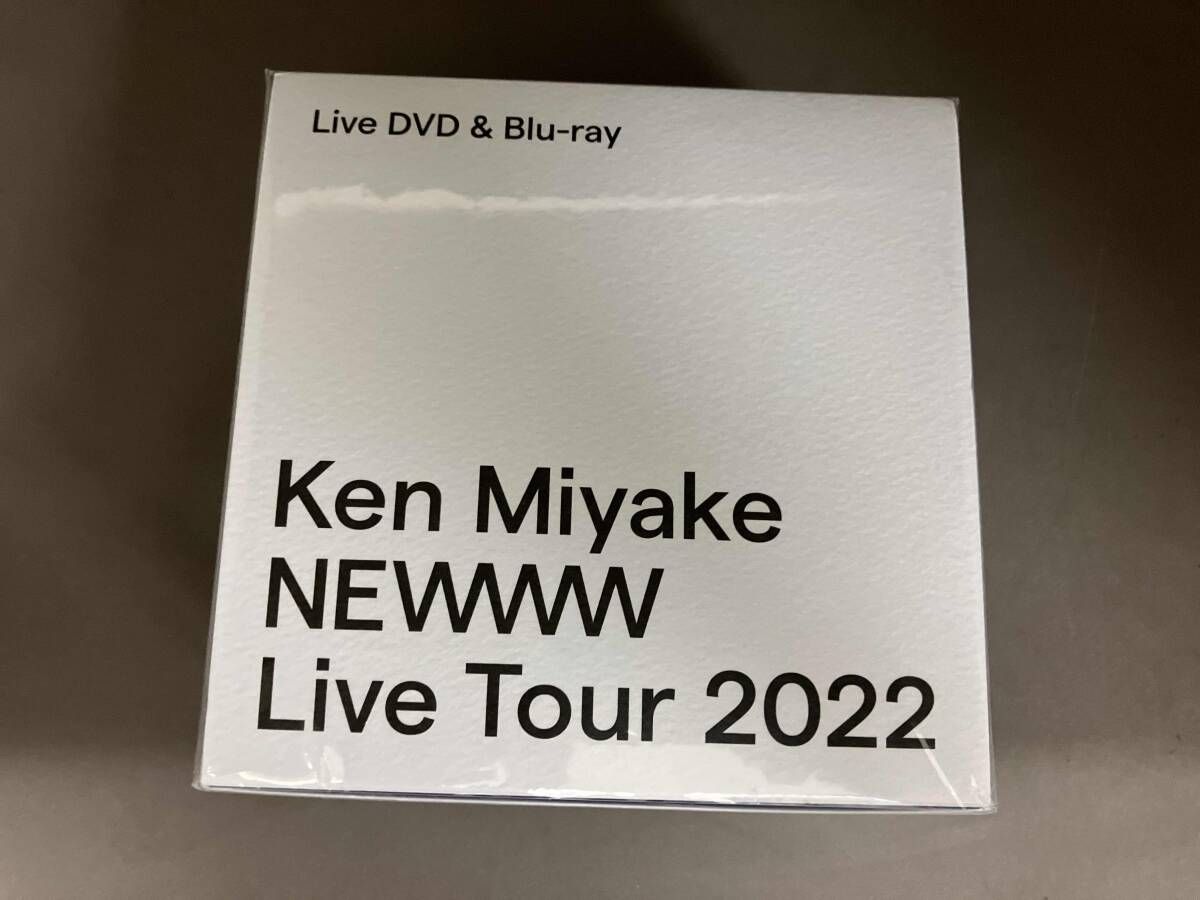 Live DVD & Blu-ray
Ken Miyake
NEWWW
Live Tour 2022